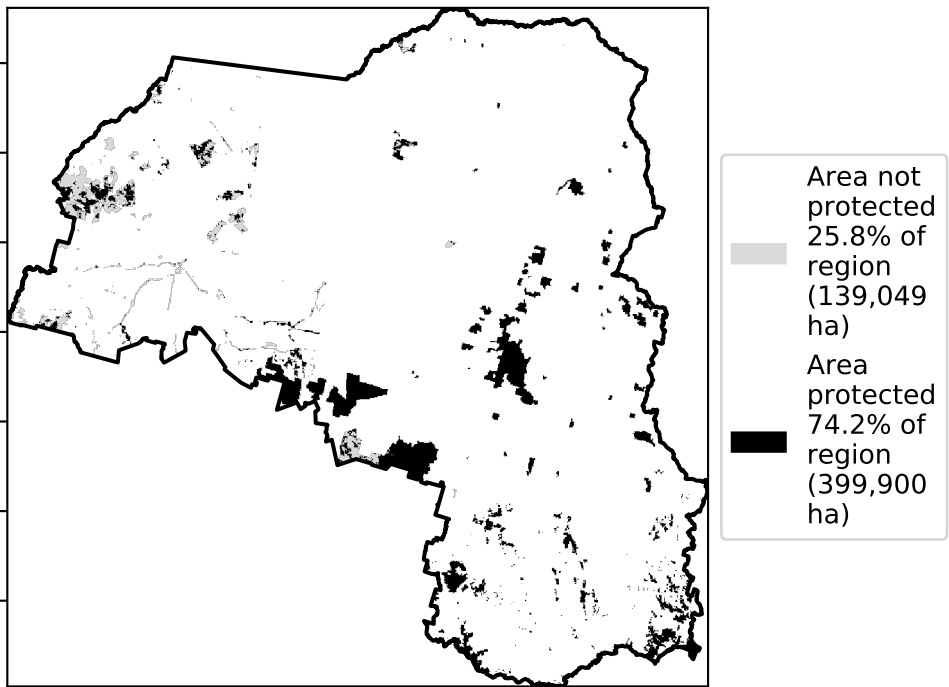 Area not
protected
25.8% of
region
(139,049
ha)
Area
protected
74.2% of
region
(399,900
ha)